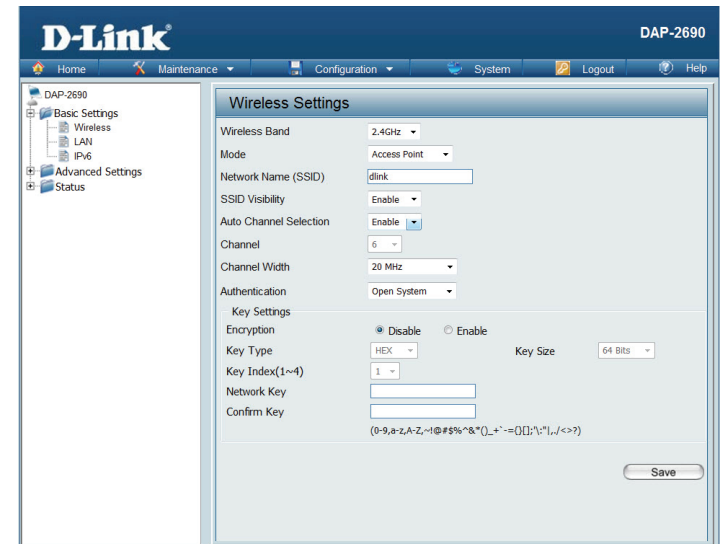 D-Link®
DAP-2690
Home Maintenance Configuration System Logout Help
DAP-2690
Basic Settings
Wireless
LAN
IPv6
Advanced Settings
Status
Wireless Settings
Wireless Band 2.4GHz
Mode Access Point
Network Name (SSID) dlink
SSID Visibility Enable
Auto Channel Selection Enable
Channel 6
Channel Width 20 MHz
Authentication Open System
Key Settings
Encryption Disable Enable
Key Type HEX Key Size 64 Bits
Key Index(1~4) 1
Network Key
Confirm Key
(0-9,a-z,A-Z,~!@#$%^&*()_+`-={}[];'\:"|,./<>?)
Save